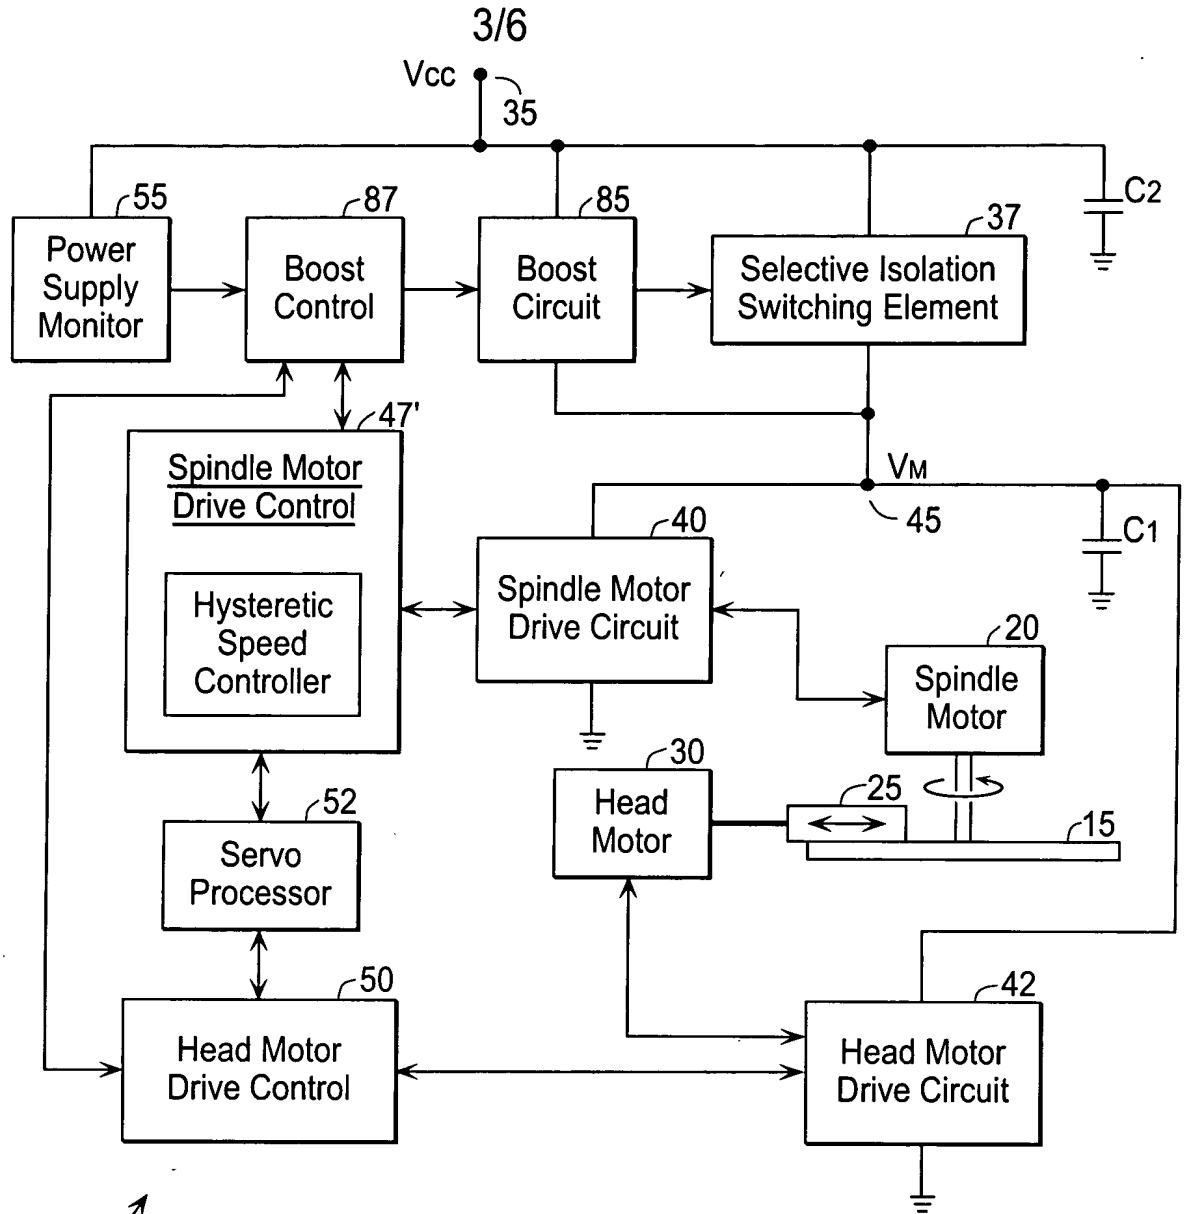 3/6
Vcc
35
55
87
85
37
C2
Power
Supply
Monitor
Boost
Control
Boost
Circuit
Selective Isolation
Switching Element
47'
Spindle Motor
Drive Control
VM
45
40
C1
Hysteretic
Speed
Controller
Spindle Motor
Drive Circuit
20
Spindle
Motor
30
Head
Motor
25
15
52
Servo
Processor
50
42
Head Motor
Drive Control
Head Motor
Drive Circuit